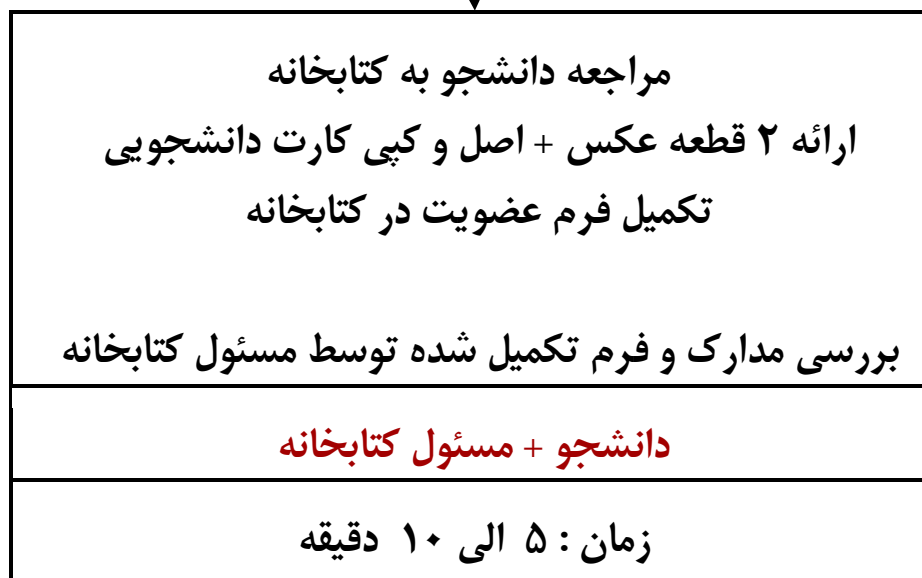 مراجعه دانشجو به کتابخانه
ارائه ۲ قطعه عکس + اصل و کپی کارت دانشجویی
تکمیل فرم عضویت در کتابخانه
بررسی مدارک و فرم تکمیل شده توسط مسئول کتابخانه
دانشجو + مسئول کتابخانه
زمان : ۵ الی ۱۰ دقیقه